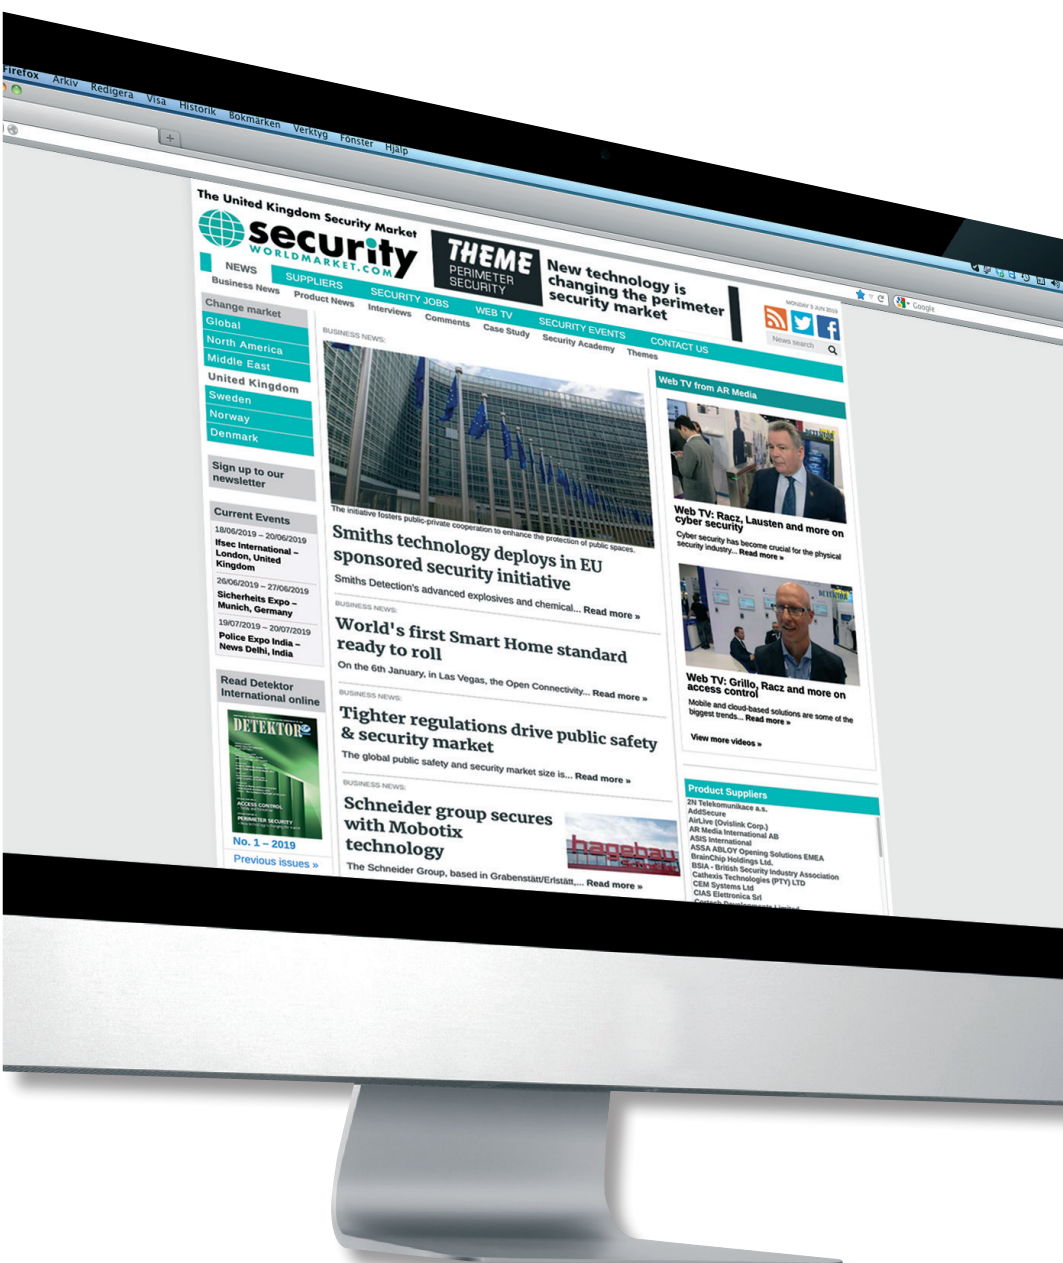 Firefox Arkiv Redigera Visa Historik Bokmärken Verktyg Fönster Hjälp
Google
The United Kingdom Security Market
security
WORLDMARKET.COM
THEME
PERIMETER
SECURITY
New technology is
changing the perimeter
security market
MONDAY 3 JUN 2019
News search
NEWS SUPPLIERS SECURITY JOBS WEB TV SECURITY EVENTS CONTACT US
Business News Product News Interviews Comments Case Study Security Academy Themes
Change market
Global
North America
Middle East
United Kingdom
Sweden
Norway
Denmark
Sign up to our
newsletter
Current Events
18/06/2019 – 20/06/2019
Ifsec International –
London, United
Kingdom
26/06/2019 – 27/06/2019
Sicherheits Expo –
Munich, Germany
19/07/2019 – 20/07/2019
Police Expo India –
News Delhi, India
Read Detektor
International online
DETEKTOR
ACCESS CONTROL
PERIMETER SECURITY
No. 1 – 2019
Previous issues »
BUSINESS NEWS:
The initiative fosters public-private cooperation to enhance the protection of public spaces.
Smiths technology deploys in EU
sponsored security initiative
Smiths Detection's advanced explosives and chemical... Read more »
BUSINESS NEWS:
World's first Smart Home standard
ready to roll
On the 6th January, in Las Vegas, the Open Connectivity... Read more »
BUSINESS NEWS:
Tighter regulations drive public safety
& security market
The global public safety and security market size is... Read more »
BUSINESS NEWS:
Schneider group secures
with Mobotix
technology
hagebau
The Schneider Group, based in Grabenstätt/Erlstätt,... Read more »
Web TV from AR Media
DETEKTOR
Web TV: Racz, Lausten and more on
cyber security
Cyber security has become crucial for the physical
security industry... Read more »
DETEKTOR
Web TV: Grillo, Racz and more on
access control
Mobile and cloud-based solutions are some of the
biggest trends... Read more »
View more videos »
Product Suppliers
2N Telekomunikace a.s.
AddSecure
AirLive (Ovislink Corp.)
AR Media International AB
ASIS International
ASSA ABLOY Opening Solutions EMEA
BrainChip Holdings Ltd.
BSIA - British Security Industry Association
Cathexis Technologies (PTY) LTD
CEM Systems Ltd
CIAS Elettronica Srl